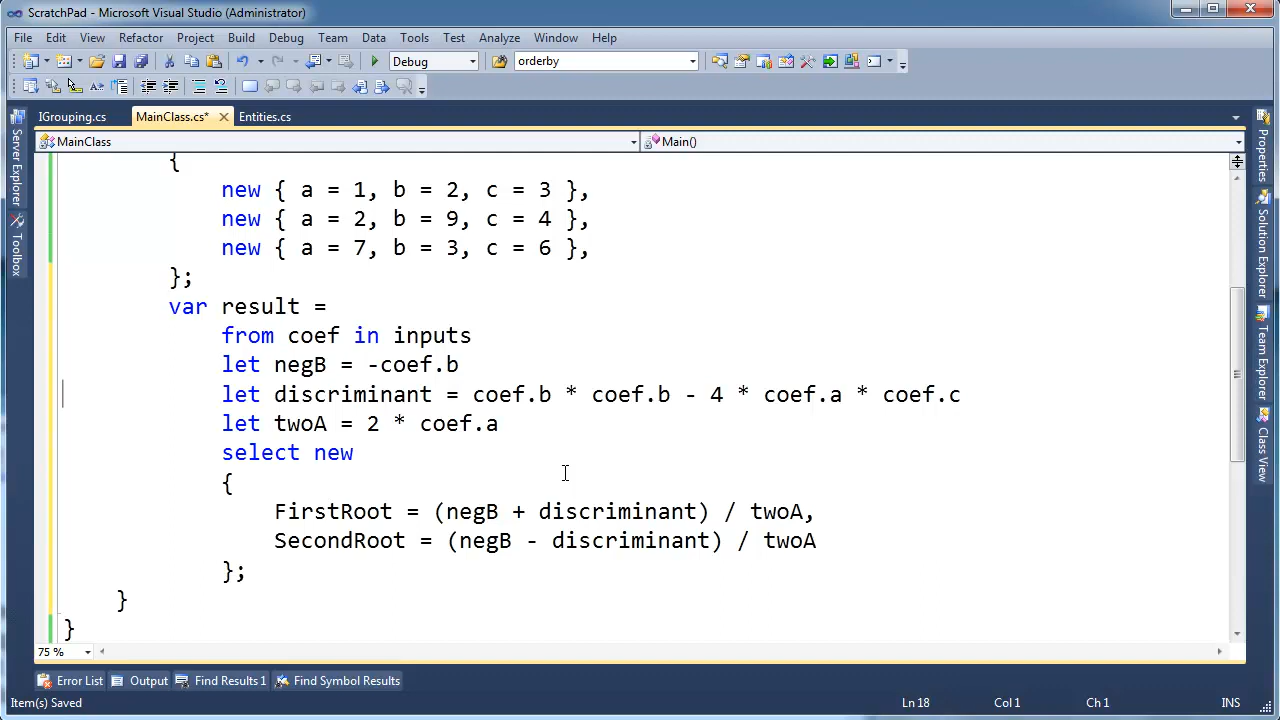 ScratchPad - Microsoft Visual Studio (Administrator)
File Edit View Refactor Project Build Debug Team Data Tools Test Analyze Window Help
Debug orderby
IGrouping.cs MainClass.cs* Entities.cs
MainClass Main()
Server Explorer
Toolbox
Properties
Solution Explorer
Team Explorer
Class View
{
new { a = 1, b = 2, c = 3 },
new { a = 2, b = 9, c = 4 },
new { a = 7, b = 3, c = 6 },
};
var result =
from coef in inputs
let negB = -coef.b
let discriminant = coef.b * coef.b - 4 * coef.a * coef.c
let twoA = 2 * coef.a
select new
{
FirstRoot = (negB + discriminant) / twoA,
SecondRoot = (negB - discriminant) / twoA
};
}
}
75 %
Error List Output Find Results 1 Find Symbol Results
Item(s) Saved Ln 18 Col 1 Ch 1 INS